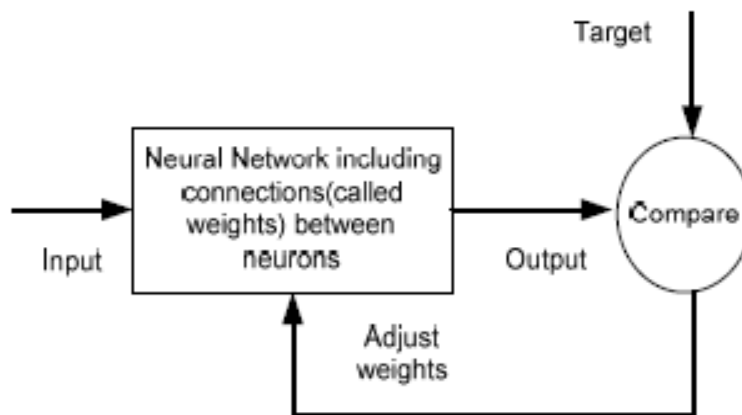 Target
Neural Network including
connections(called
weights) between
neurons
Compare
Input
Output
Adjust
weights